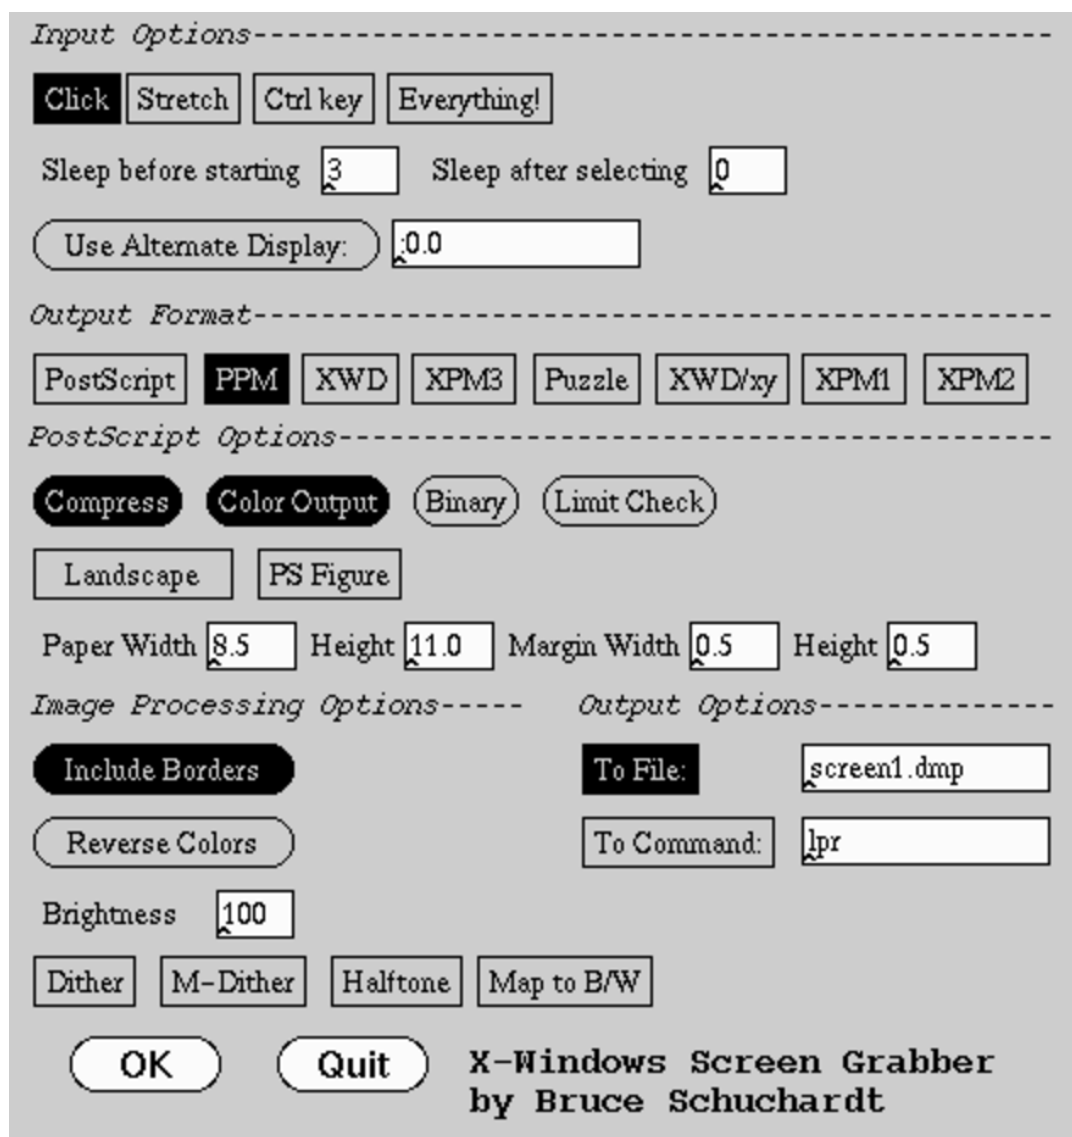 Input Options------------------------------------------------
Click Stretch Ctrl key Everything!
Sleep before starting 3 Sleep after selecting 0
Use Alternate Display: :0.0
Output Format------------------------------------------------
PostScript PPM XWD XPM3 Puzzle XWD/xy XPM1 XPM2
PostScript Options-------------------------------------------
Compress Color Output Binary Limit Check
Landscape PS Figure
Paper Width 8.5 Height 11.0 Margin Width 0.5 Height 0.5
Image Processing Options----- Output Options--------------
Include Borders To File: screen1.dmp
Reverse Colors To Command: lpr
Brightness 100
Dither M-Dither Halftone Map to B/W
OK Quit X-Windows Screen Grabber
by Bruce Schuchardt